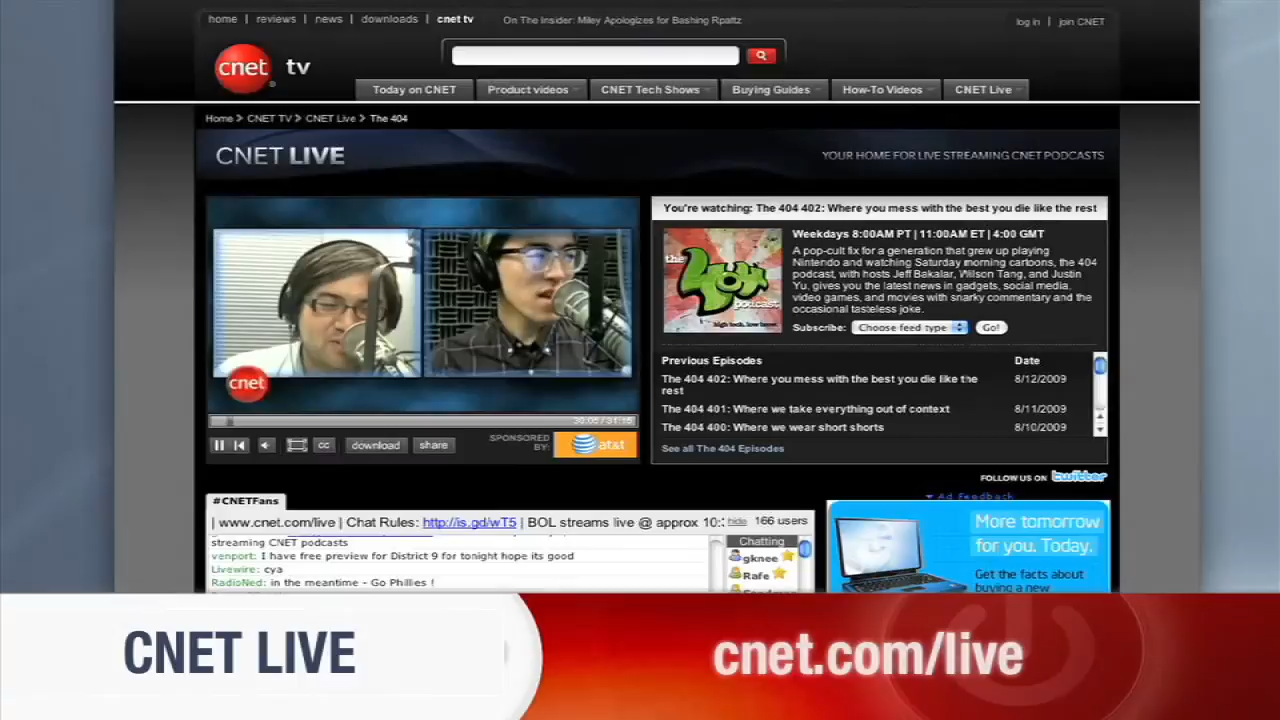 home | reviews | news | downloads | cnet tv
On The Insider: Miley Apologizes for Bashing Rpattz
log in | join CNET
cnet tv
Today on CNET
Product videos
CNET Tech Shows
Buying Guides
How-To Videos
CNET Live
Home > CNET TV > CNET Live > The 404
CNET LIVE
YOUR HOME FOR LIVE STREAMING CNET PODCASTS
You're watching: The 404 402: Where you mess with the best you die like the rest
Weekdays 8:00AM PT | 11:00AM ET | 4:00 GMT
A pop-cult fix for a generation that grew up playing
Nintendo and watching Saturday morning cartoons, the 404
podcast, with hosts Jeff Bakalar, Wilson Tang, and Justin
Yu, gives you the latest news in gadgets, social media,
video games, and movies with snarky commentary and the
occasional tasteless joke.
the
404
podcast
high tech, low brow
Subscribe: Choose feed type Go!
cnet
Previous Episodes Date
The 404 402: Where you mess with the best you die like the
rest 8/12/2009
The 404 401: Where we take everything out of context 8/11/2009
The 404 400: Where we wear short shorts 8/10/2009
See all The 404 Episodes
cc
download
share
SPONSORED
BY:
at&t
FOLLOW US ON twitter
#CNETFans
| www.cnet.com/live | Chat Rules: http://is.gd/wT5 | BOL streams live @ approx 10: hide 166 users
streaming CNET podcasts
venport: I have free preview for District 9 for tonight hope its good
Livewire: cya
RadioNed: in the meantime - Go Phillies !
Chatting
gknee
Rafe
Ad Feedback
More tomorrow
for you. Today.
Get the facts about
buying a new
CNET LIVE
cnet.com/live